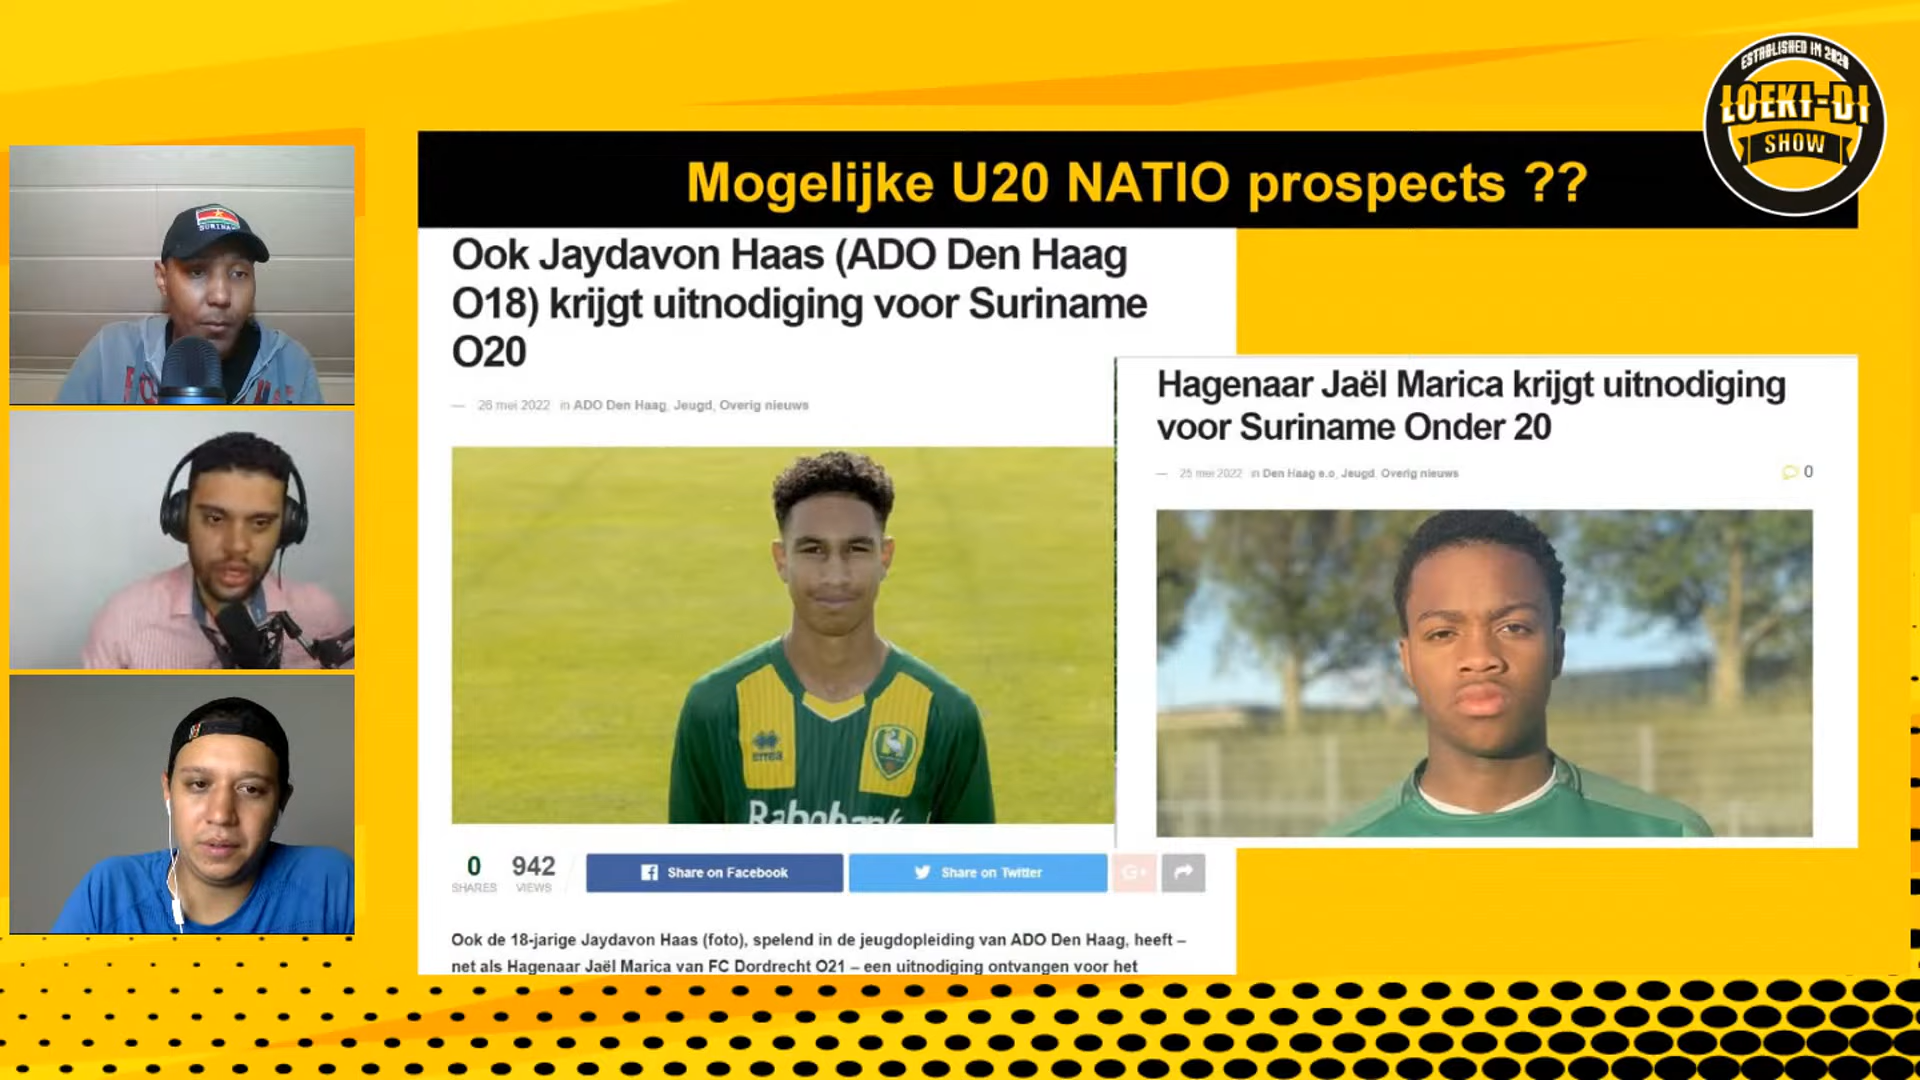 ESTABLISHED IN 2020
LOEKI-DI
SHOW
Mogelijke U20 NATIO prospects ??
Ook Jaydavon Haas (ADO Den Haag
O18) krijgt uitnodiging voor Suriname
O20
— 26 mei 2022 in ADO Den Haag, Jeugd, Overig nieuws
Hagenaar Jaël Marica krijgt uitnodiging
voor Suriname Onder 20
— 25 mei 2022 in Den Haag e.o, Jeugd, Overig nieuws
0
SURINAME
errea
Rabobank
0
SHARES
942
VIEWS
Share on Facebook
Share on Twitter
G+
Ook de 18-jarige Jaydavon Haas (foto), spelend in de jeugdopleiding van ADO Den Haag, heeft –
net als Hagenaar Jaël Marica van FC Dordrecht O21 – een uitnodiging ontvangen voor het